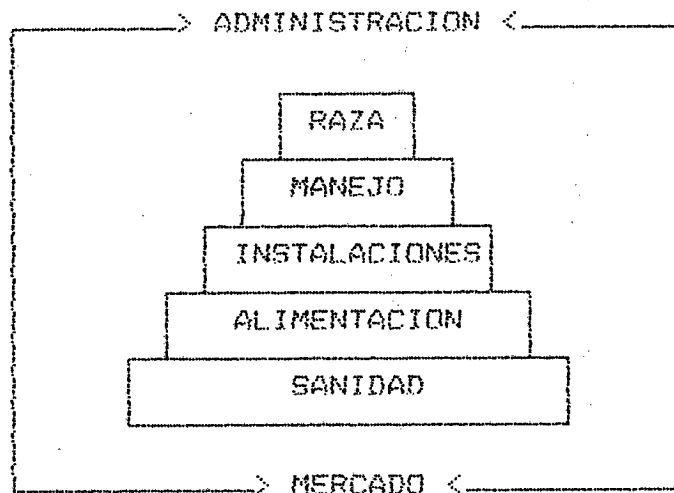 > ADMINISTRACION <
RAZA
MANEJO
INSTALACIONES
ALIMENTACION
SANIDAD
> MERCADO <